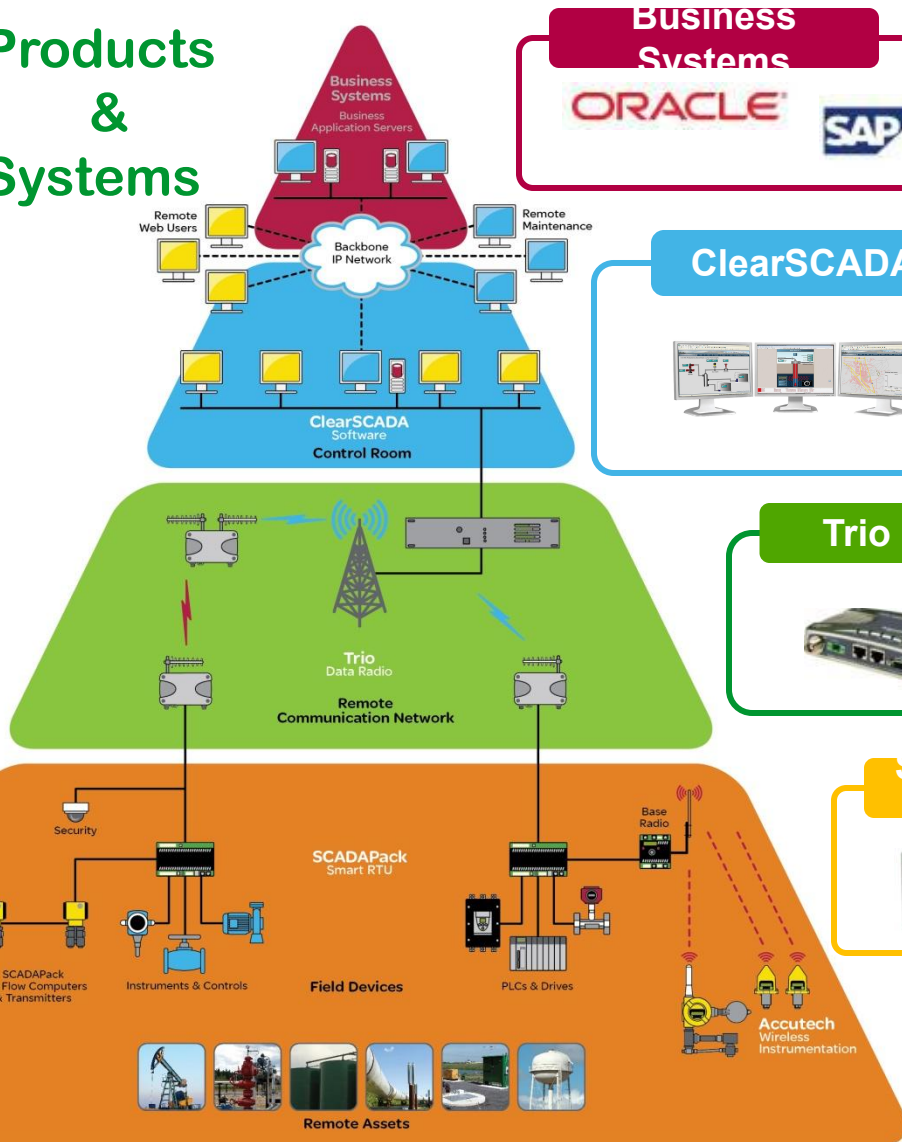 Products
&
Systems
Business
Systems
ORACLE
SAP
Business
Systems
Business
Application Servers
Remote
Web Users
Remote
Maintenance
Backbone
IP Network
ClearSCADA
ClearSCADA
Software
Control Room
Trio
Trio
Data Radio
Remote
Communication Network
Security
Base
Radio
SCADAPack
Smart RTU
SCADAPack
Flow Computers
& Transmitters
Instruments & Controls
Field Devices
PLCs & Drives
Accutech
Wireless
Instrumentation
Remote Assets